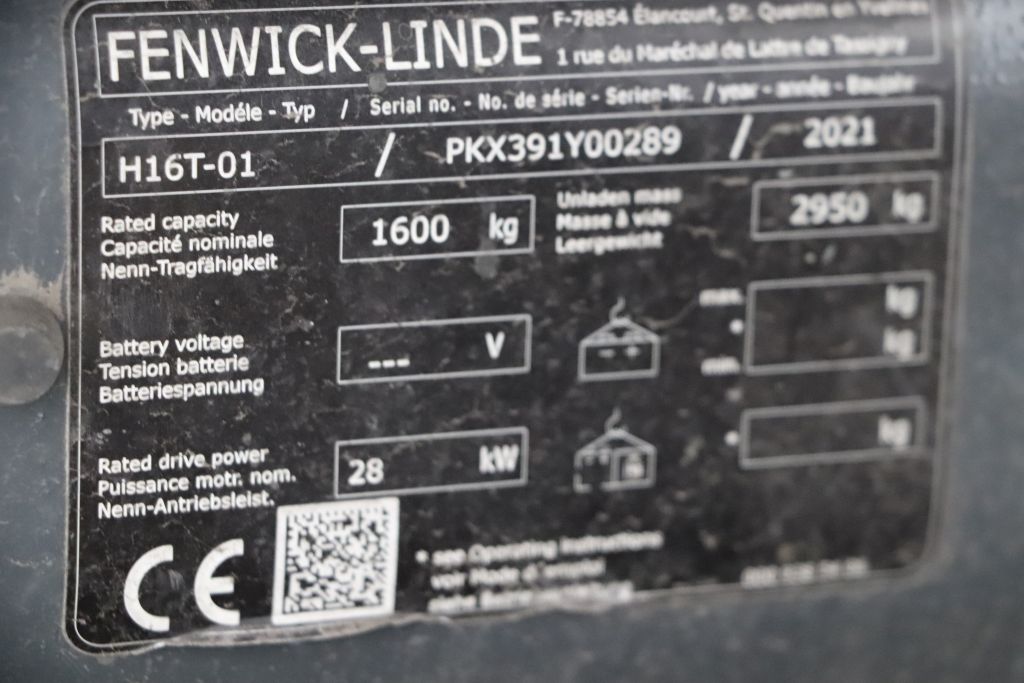 FENWICK-LINDE
F-78854 Élancourt, St. Quentin en Yvelines
1 rue du Maréchal de Lattre de Tassigny
Type - Modéle - Typ / Serial no. - No. de série - Serien-Nr. / year - année - Baujahr
H16T-01 / PKX391Y00289 / 2021
Rated capacity
Capacité nominale
Nenn-Tragfähigkeit
1600 kg
Unladen mass
Masse à vide
Leergewicht
2950 kg
Battery voltage
Tension batterie
Batteriespannung
--- V
max.
kg
*
kg
min.
Rated drive power
Puissance motr. nom.
Nenn-Antriebsleist.
28 kW
* kg
CE
* see Operating instructions
voir Mode d'emploi